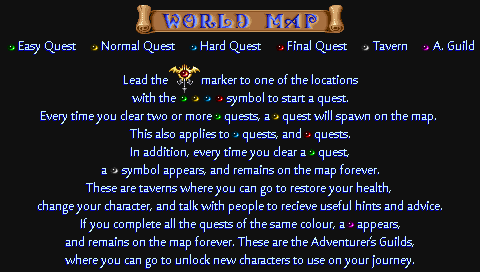 WORLD MAP
Easy Quest Normal Quest Hard Quest Final Quest Tavern A. Guild
Lead the marker to one of the locations
with the symbol to start a quest.
Every time you clear two or more quests, a quest will spawn on the map.
This also applies to quests, and quests.
In addition, every time you clear a quest,
a symbol appears, and remains on the map forever.
These are taverns where you can go to restore your health,
change your character, and talk with people to recieve useful hints and advice.
If you complete all the quests of the same colour, a appears,
and remains on the map forever. These are the Adventurer's Guilds,
where you can go to unlock new characters to use on your journey.